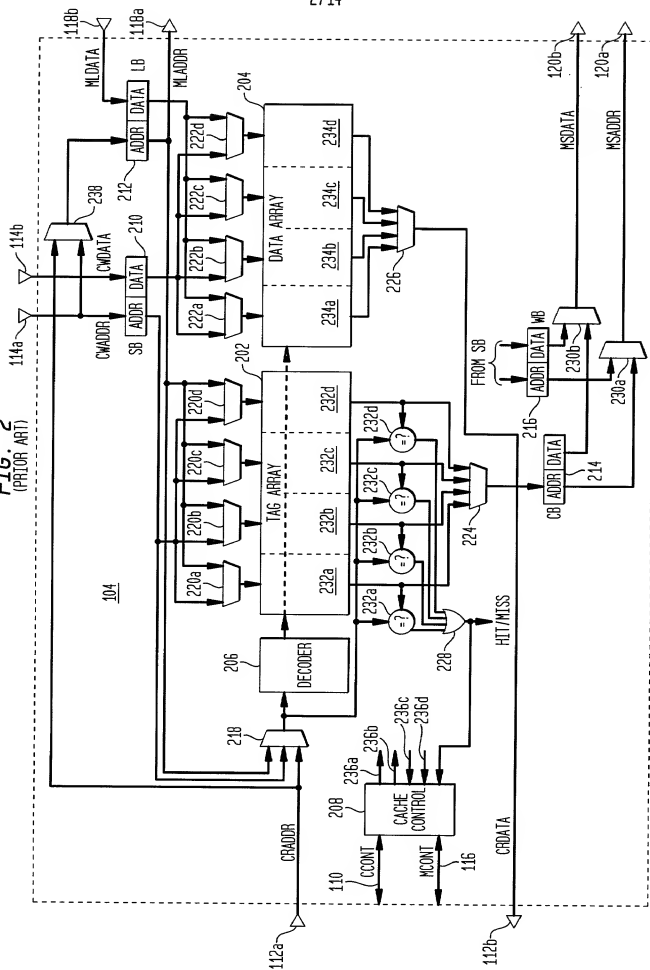 2/14
FIG. 2
(PRIOR ART)
104
114a
114b
118b
118a
CWADDR
CWDATA
MLDATA
MLADDR
238
SB
ADDR DATA
210
LB
ADDR DATA
212
CRADDR
112a
218
206
DECODER
220a
220b
220c
220d
202
TAG ARRAY
232a
232b
232c
232d
222a
222b
222c
222d
204
DATA ARRAY
234a
234b
234c
234d
232a
232b
232c
232d
=?
=?
=?
=?
228
HIT/MISS
224
226
208
CACHE
CONTROL
236a
236b
236c
236d
CCONT
110
MCONT
116
CRDATA
112b
CB
ADDR DATA
214
FROM SB
WB
ADDR DATA
216
230a
230b
MSDATA
120b
MSADDR
120a